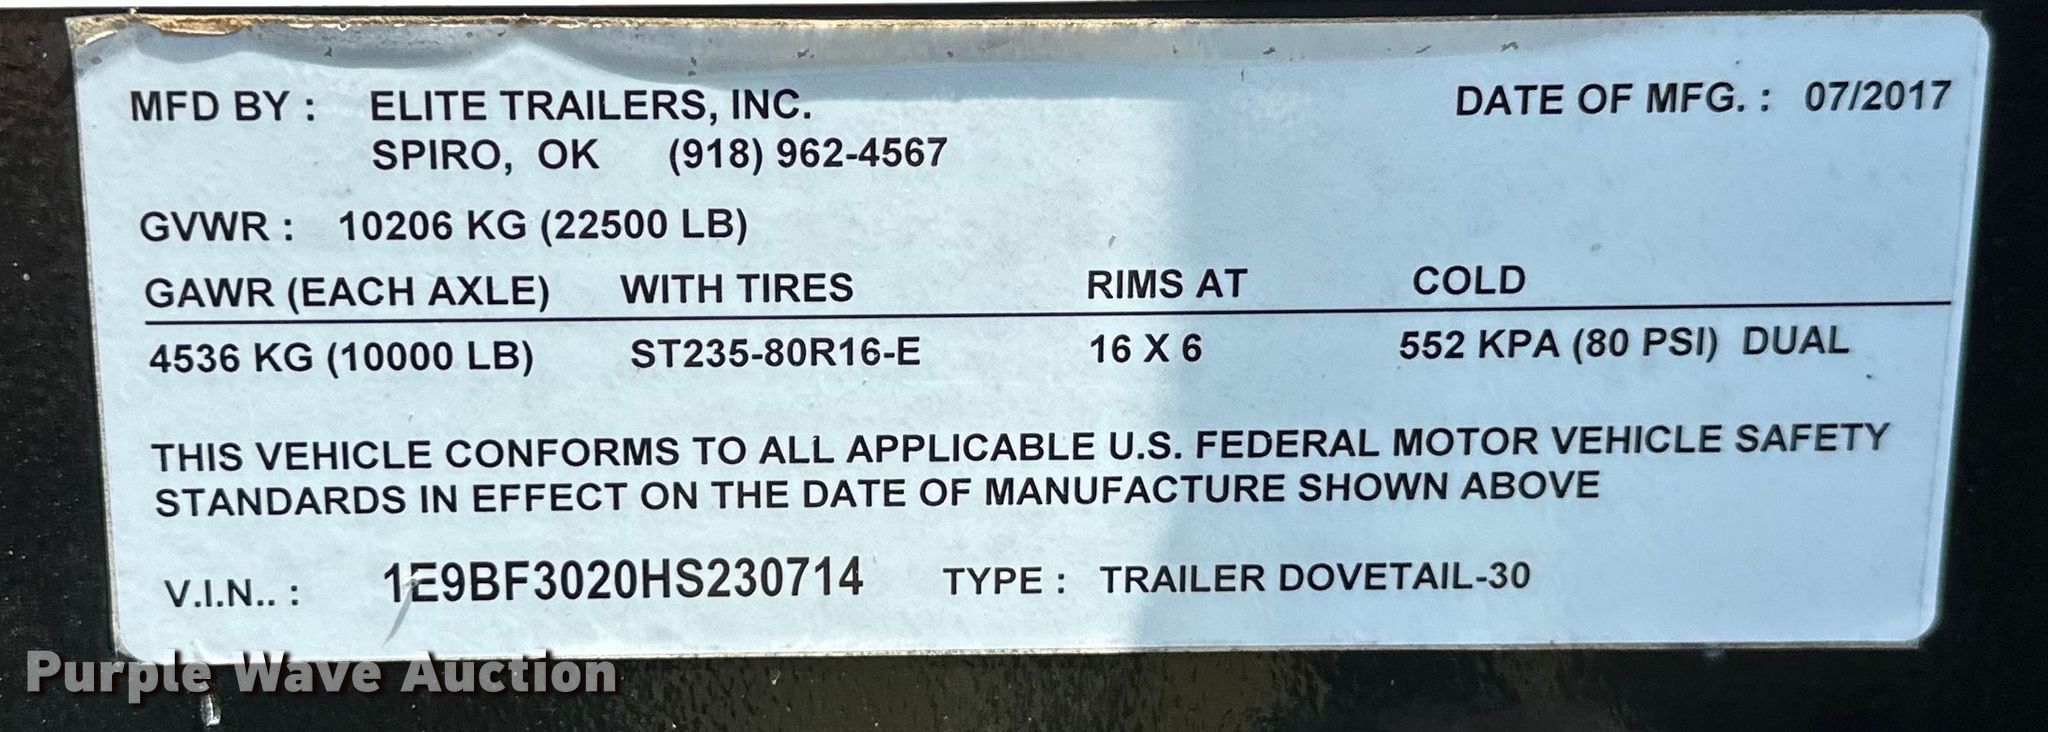 MFD BY : ELITE TRAILERS, INC. DATE OF MFG. : 07/2017
SPIRO, OK (918) 962-4567
GVWR : 10206 KG (22500 LB)
GAWR (EACH AXLE) WITH TIRES RIMS AT COLD
4536 KG (10000 LB) ST235-80R16-E 16 X 6 552 KPA (80 PSI) DUAL
THIS VEHICLE CONFORMS TO ALL APPLICABLE U.S. FEDERAL MOTOR VEHICLE SAFETY
STANDARDS IN EFFECT ON THE DATE OF MANUFACTURE SHOWN ABOVE
V.I.N.. : 1E9BF3020HS230714 TYPE : TRAILER DOVETAIL-30
Purple Wave Auction